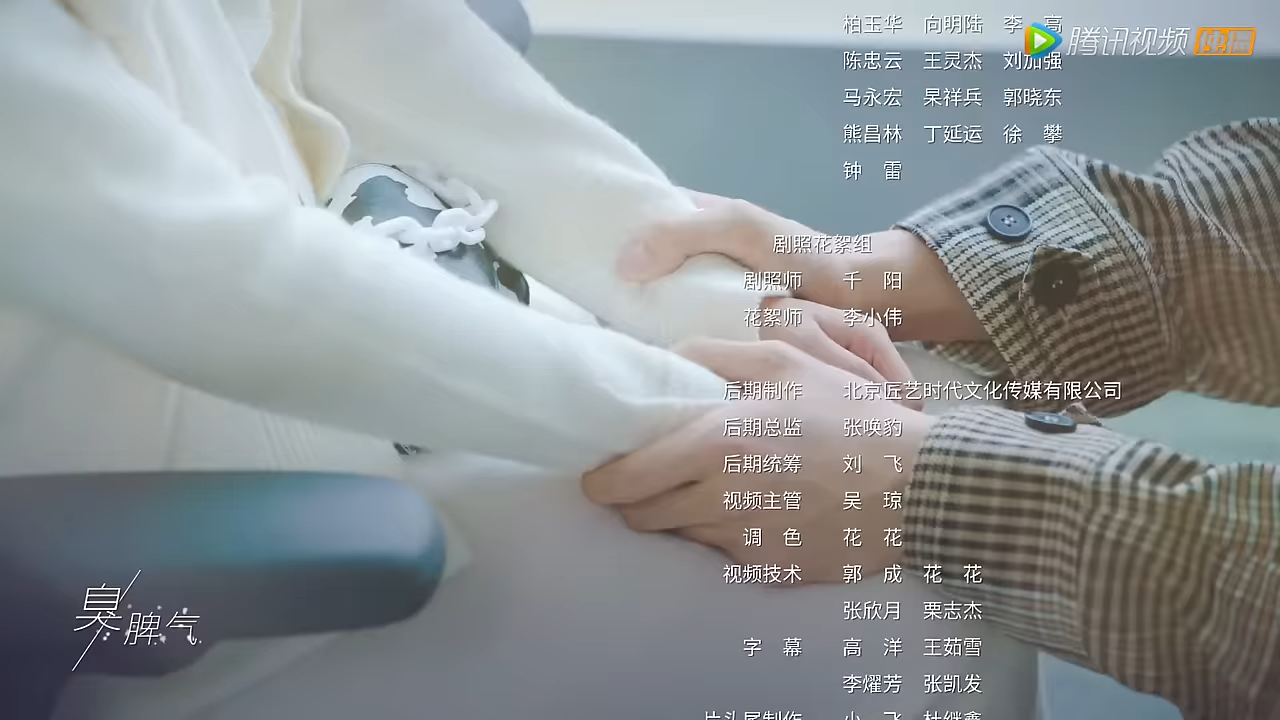 柏玉华 向明陆 李 高
腾讯视频
陈忠云 王灵杰 刘加强
马永宏 杲祥兵 郭晓东
熊昌林 丁延运 徐 攀
钟 雷
剧照花絮组
剧照师 千 阳
花絮师 李小伟
后期制作 北京匠艺时代文化传媒有限公司
后期总监 张唤豹
后期统筹 刘 飞
视频主管 吴 琼
调 色 花 花
视频技术 郭 成 花 花
张欣月 栗志杰
字 幕 高 洋 王茹雪
李耀芳 张凯发
臭脾气